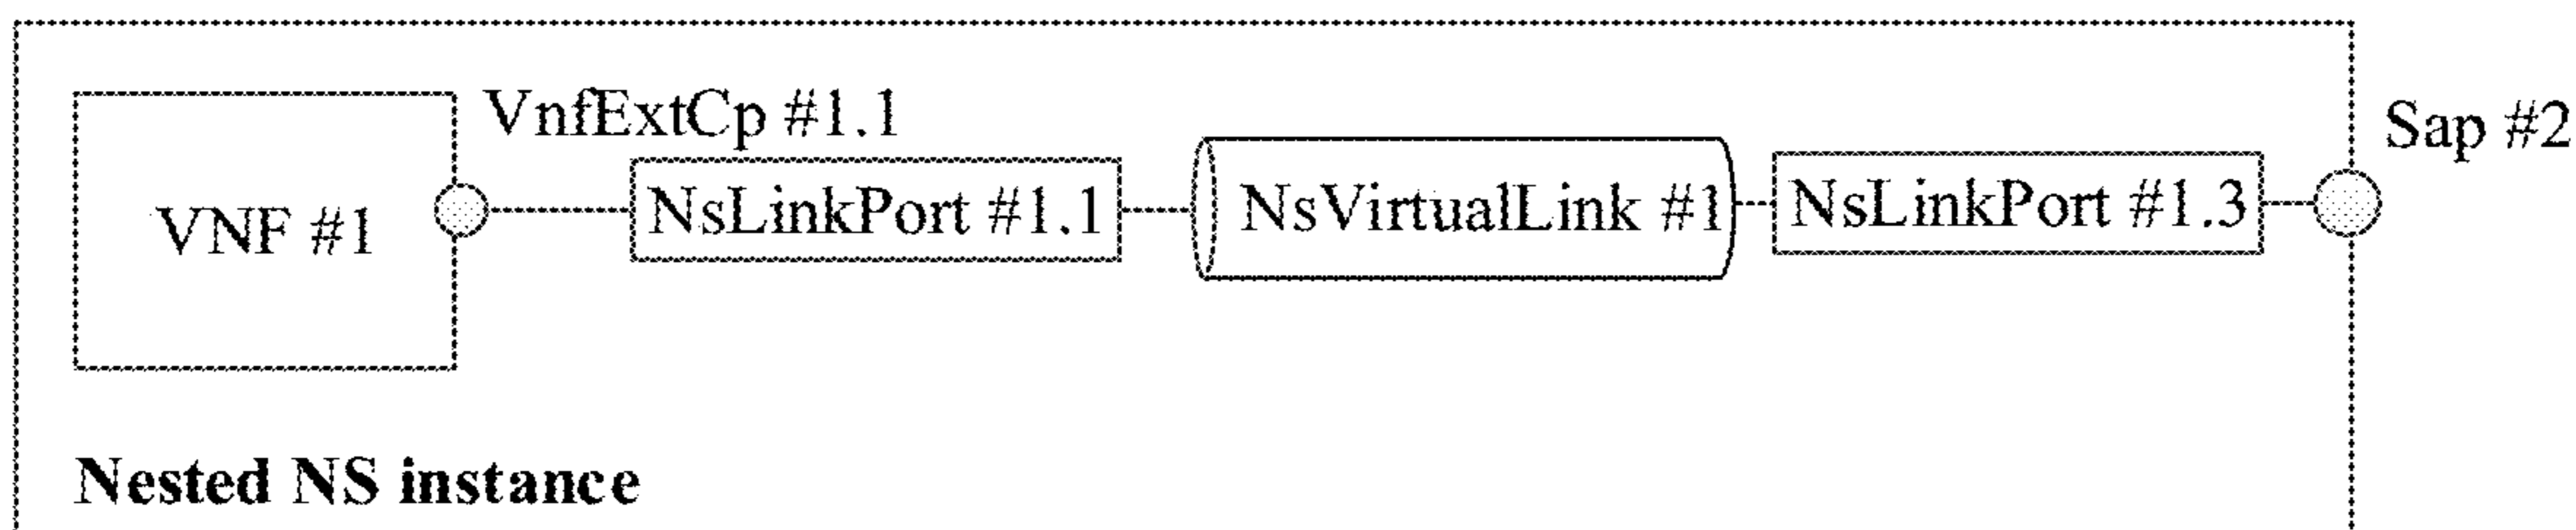 VnfExtCp #1.1
Sap #2
VNF #1
NsLinkPort #1.1
NsVirtualLink #1
NsLinkPort #1.3
Nested NS instance